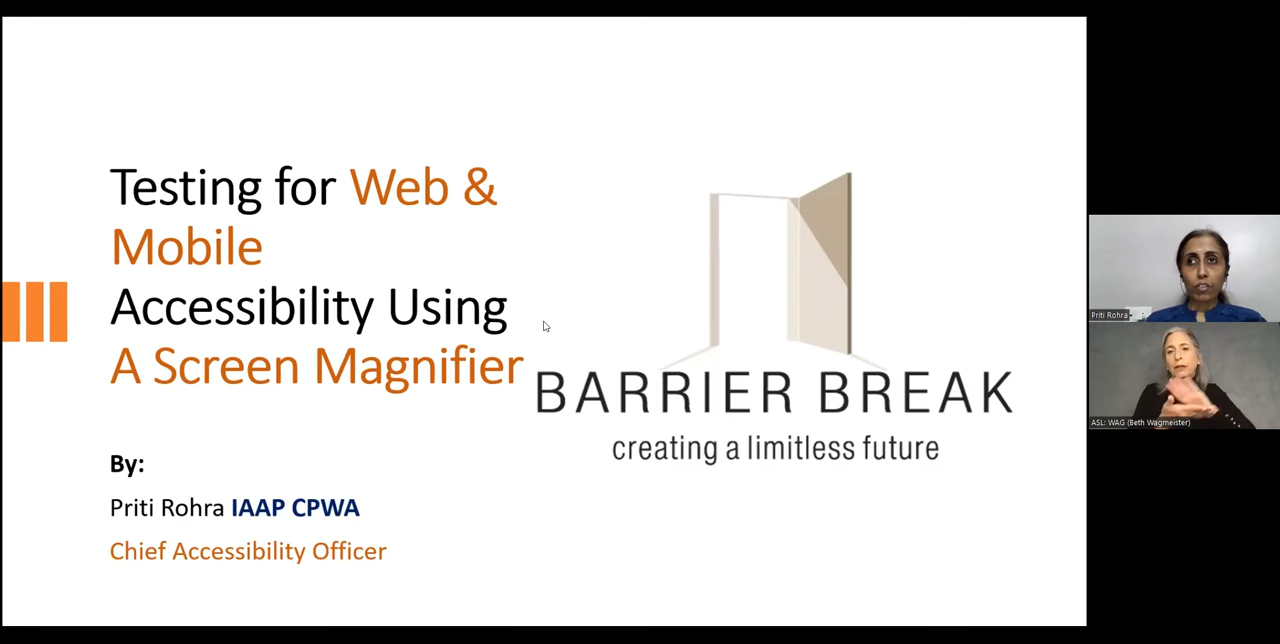 Testing for Web &
Mobile
Accessibility Using
A Screen Magnifier
By:
Priti Rohra IAAP CPWA
Chief Accessibility Officer
BARRIER BREAK
creating a limitless future
Priti Rohra
ASL: WAG (Beth Wagmeister)